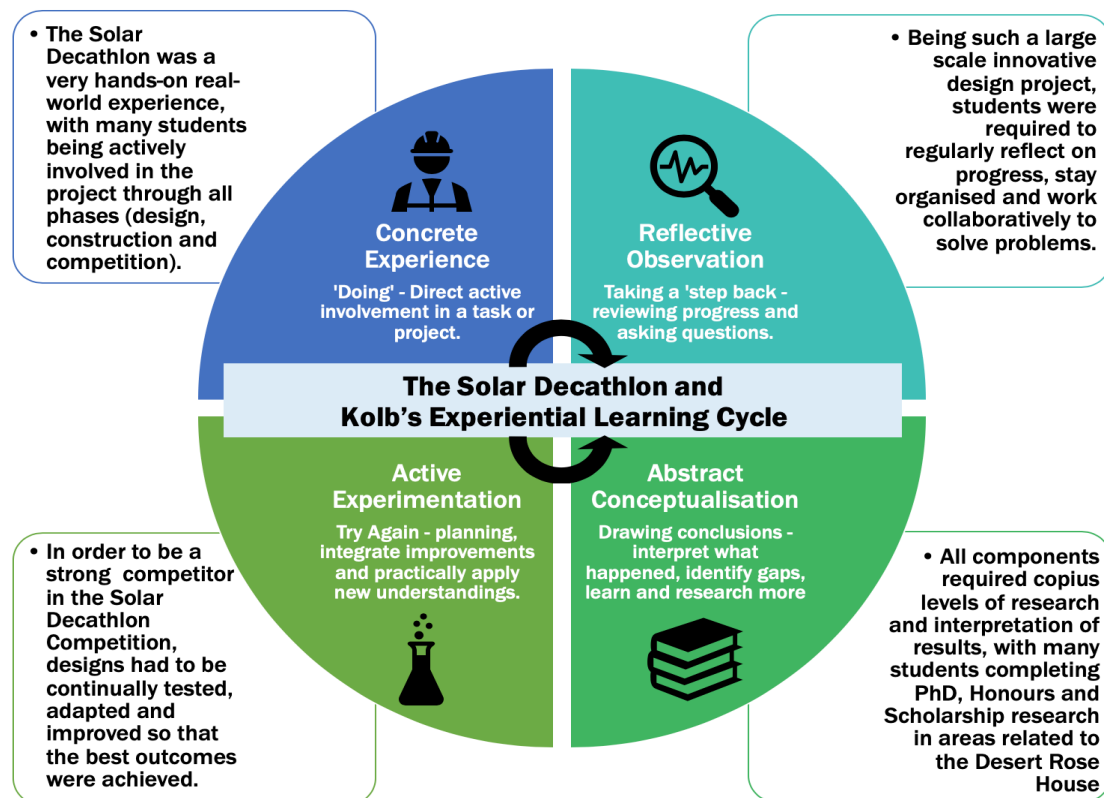 • The Solar
Decathlon was a
very hands-on real-
world experience,
with many students
being actively
involved in the
project through all
phases (design,
construction and
competition).
• Being such a large
scale innovative
design project,
students were
required to
regularly reflect on
progress, stay
organised and work
collaboratively to
solve problems.
Concrete
Experience
'Doing' - Direct active
involvement in a task or
project.
Reflective
Observation
Taking a 'step back -
reviewing progress and
asking questions.
The Solar Decathlon and
Kolb's Experiential Learning Cycle
Active
Experimentation
Try Again - planning,
integrate improvements
and practically apply
new understandings.
Abstract
Conceptualisation
Drawing conclusions -
interpret what
happened, identify gaps,
learn and research more
• In order to be a
strong competitor
in the Solar
Decathlon
Competition,
designs had to be
continually tested,
adapted and
improved so that
the best outcomes
were achieved.
• All components
required copius
levels of research
and interpretation of
results, with many
students completing
PhD, Honours and
Scholarship research
in areas related to
the Desert Rose
House